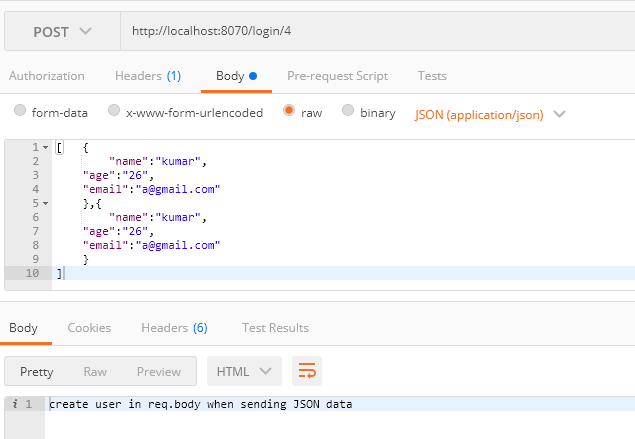 POST http://localhost:8070/login/4
Authorization Headers (1) Body Pre-request Script Tests
form-data x-www-form-urlencoded raw binary JSON (application/json)
1 [ {
2 "name":"kumar",
3 "age":"26",
4 "email":"a@gmail.com"
5 },{
6 "name":"kumar",
7 "age":"26",
8 "email":"a@gmail.com"
9 }
10 ]
Body Cookies Headers (6) Test Results
Pretty Raw Preview HTML
i 1 create user in req.body when sending JSON data